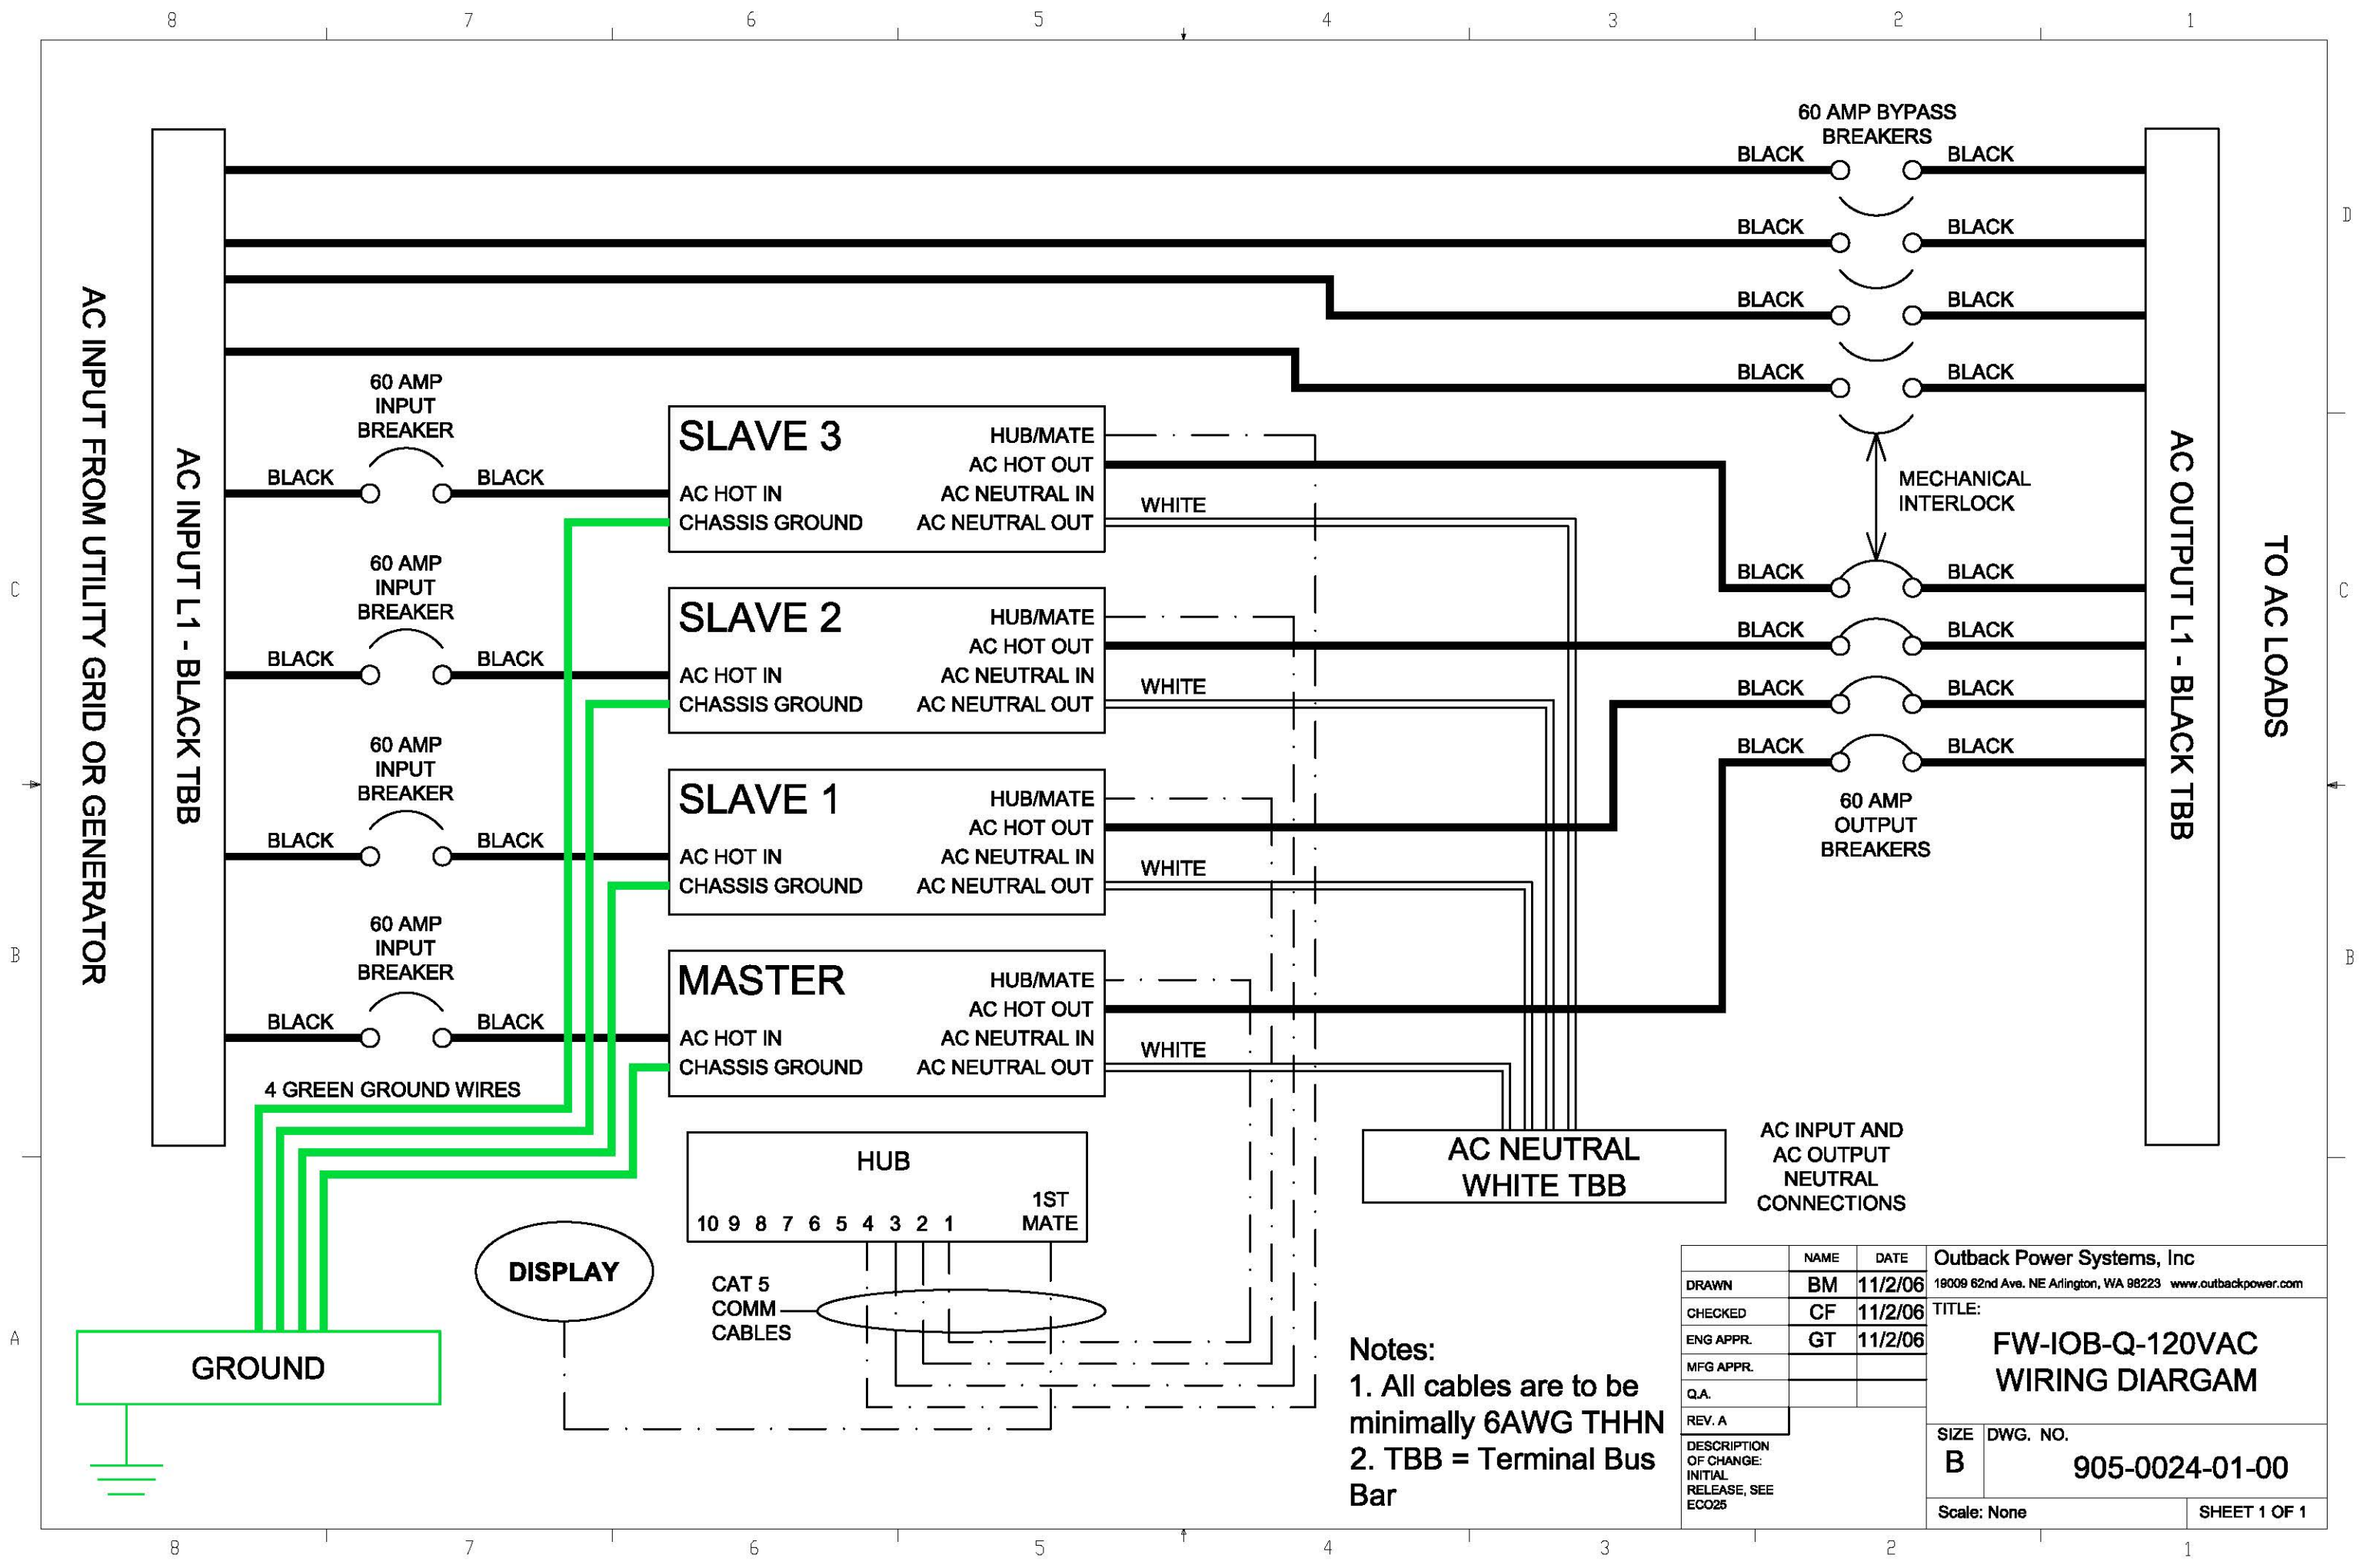 8 7 6 5 4 3 2 1
D
C
B
A
D
C
B
AC INPUT FROM UTILITY GRID OR GENERATOR
AC INPUT L1 - BLACK TBB
60 AMP BYPASS
BREAKERS
BLACK BLACK
BLACK BLACK
BLACK BLACK
BLACK BLACK
MECHANICAL
INTERLOCK
60 AMP
INPUT
BREAKER
BLACK BLACK
60 AMP
INPUT
BREAKER
BLACK BLACK
60 AMP
INPUT
BREAKER
BLACK BLACK
60 AMP
INPUT
BREAKER
BLACK BLACK
SLAVE 3
HUB/MATE
AC HOT OUT
AC HOT IN AC NEUTRAL IN
CHASSIS GROUND AC NEUTRAL OUT
WHITE
SLAVE 2
HUB/MATE
AC HOT OUT
AC HOT IN AC NEUTRAL IN
CHASSIS GROUND AC NEUTRAL OUT
WHITE
SLAVE 1
HUB/MATE
AC HOT OUT
AC HOT IN AC NEUTRAL IN
CHASSIS GROUND AC NEUTRAL OUT
WHITE
MASTER
HUB/MATE
AC HOT OUT
AC HOT IN AC NEUTRAL IN
CHASSIS GROUND AC NEUTRAL OUT
WHITE
BLACK BLACK
BLACK BLACK
BLACK BLACK
BLACK BLACK
60 AMP
OUTPUT
BREAKERS
AC OUTPUT L1 - BLACK TBB
TO AC LOADS
4 GREEN GROUND WIRES
GROUND
HUB
1ST
10 9 8 7 6 5 4 3 2 1 MATE
DISPLAY
CAT 5
COMM
CABLES
AC NEUTRAL
WHITE TBB
AC INPUT AND
AC OUTPUT
NEUTRAL
CONNECTIONS
Notes:
1. All cables are to be
minimally 6AWG THHN
2. TBB = Terminal Bus
Bar
NAME DATE
DRAWN BM 11/2/06
CHECKED CF 11/2/06
ENG APPR. GT 11/2/06
MFG APPR.
Q.A.
REV. A
DESCRIPTION
OF CHANGE:
INITIAL
RELEASE, SEE
ECO25
Outback Power Systems, Inc
19009 62nd Ave. NE Arlington, WA 98223 www.outbackpower.com
TITLE:
FW-IOB-Q-120VAC
WIRING DIARGAM
SIZE DWG. NO.
B 905-0024-01-00
Scale: None SHEET 1 OF 1
8 7 6 5 4 3 2 1